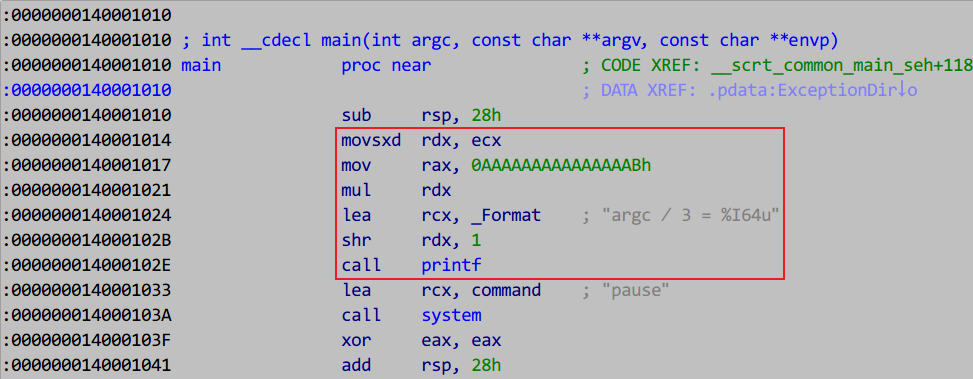 :0000000140001010
:0000000140001010 ; int __cdecl main(int argc, const char **argv, const char **envp)
:0000000140001010 main proc near ; CODE XREF: __scrt_common_main_seh+118
:0000000140001010 ; DATA XREF: .pdata:ExceptionDir↓o
:0000000140001010 sub rsp, 28h
:0000000140001014 movsxd rdx, ecx
:0000000140001017 mov rax, 0AAAAAAAAAAAAAAABh
:0000000140001021 mul rdx
:0000000140001024 lea rcx, _Format ; "argc / 3 = %I64u"
:000000014000102B shr rdx, 1
:000000014000102E call printf
:0000000140001033 lea rcx, command ; "pause"
:000000014000103A call system
:000000014000103F xor eax, eax
:0000000140001041 add rsp, 28h